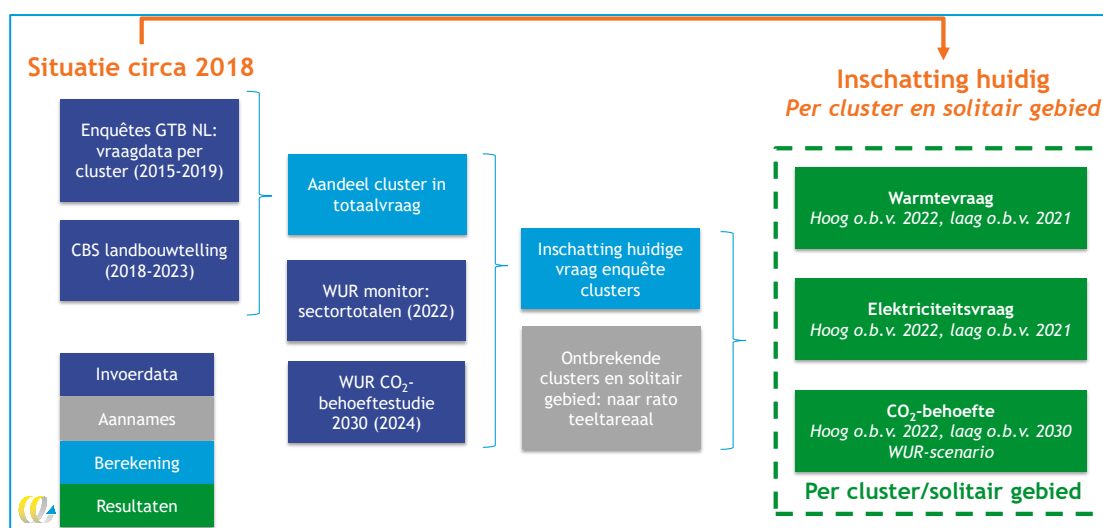 Situatie circa 2018
Inschatting huidig
Per cluster en solitair gebied
Enquêtes GTB NL:
vraagdata per
cluster (2015-2019)
CBS landbouwtelling
(2018-2023)
Aandeel cluster in
totaalvraag
WUR monitor:
sectortotalen (2022)
WUR CO₂-
behoeftestudie
2030 (2024)
Inschatting huidige
vraag enquête
clusters
Ontbrekende
clusters en solitair
gebied: naar rato
teeltareaal
Warmtevraag
Hoog o.b.v. 2022, laag o.b.v. 2021
Elektriciteitsvraag
Hoog o.b.v. 2022, laag o.b.v. 2021
CO₂-behoefte
Hoog o.b.v. 2022, laag o.b.v. 2030
WUR-scenario
Per cluster/solitair gebied
Invoerdata
Aannames
Berekening
Resultaten